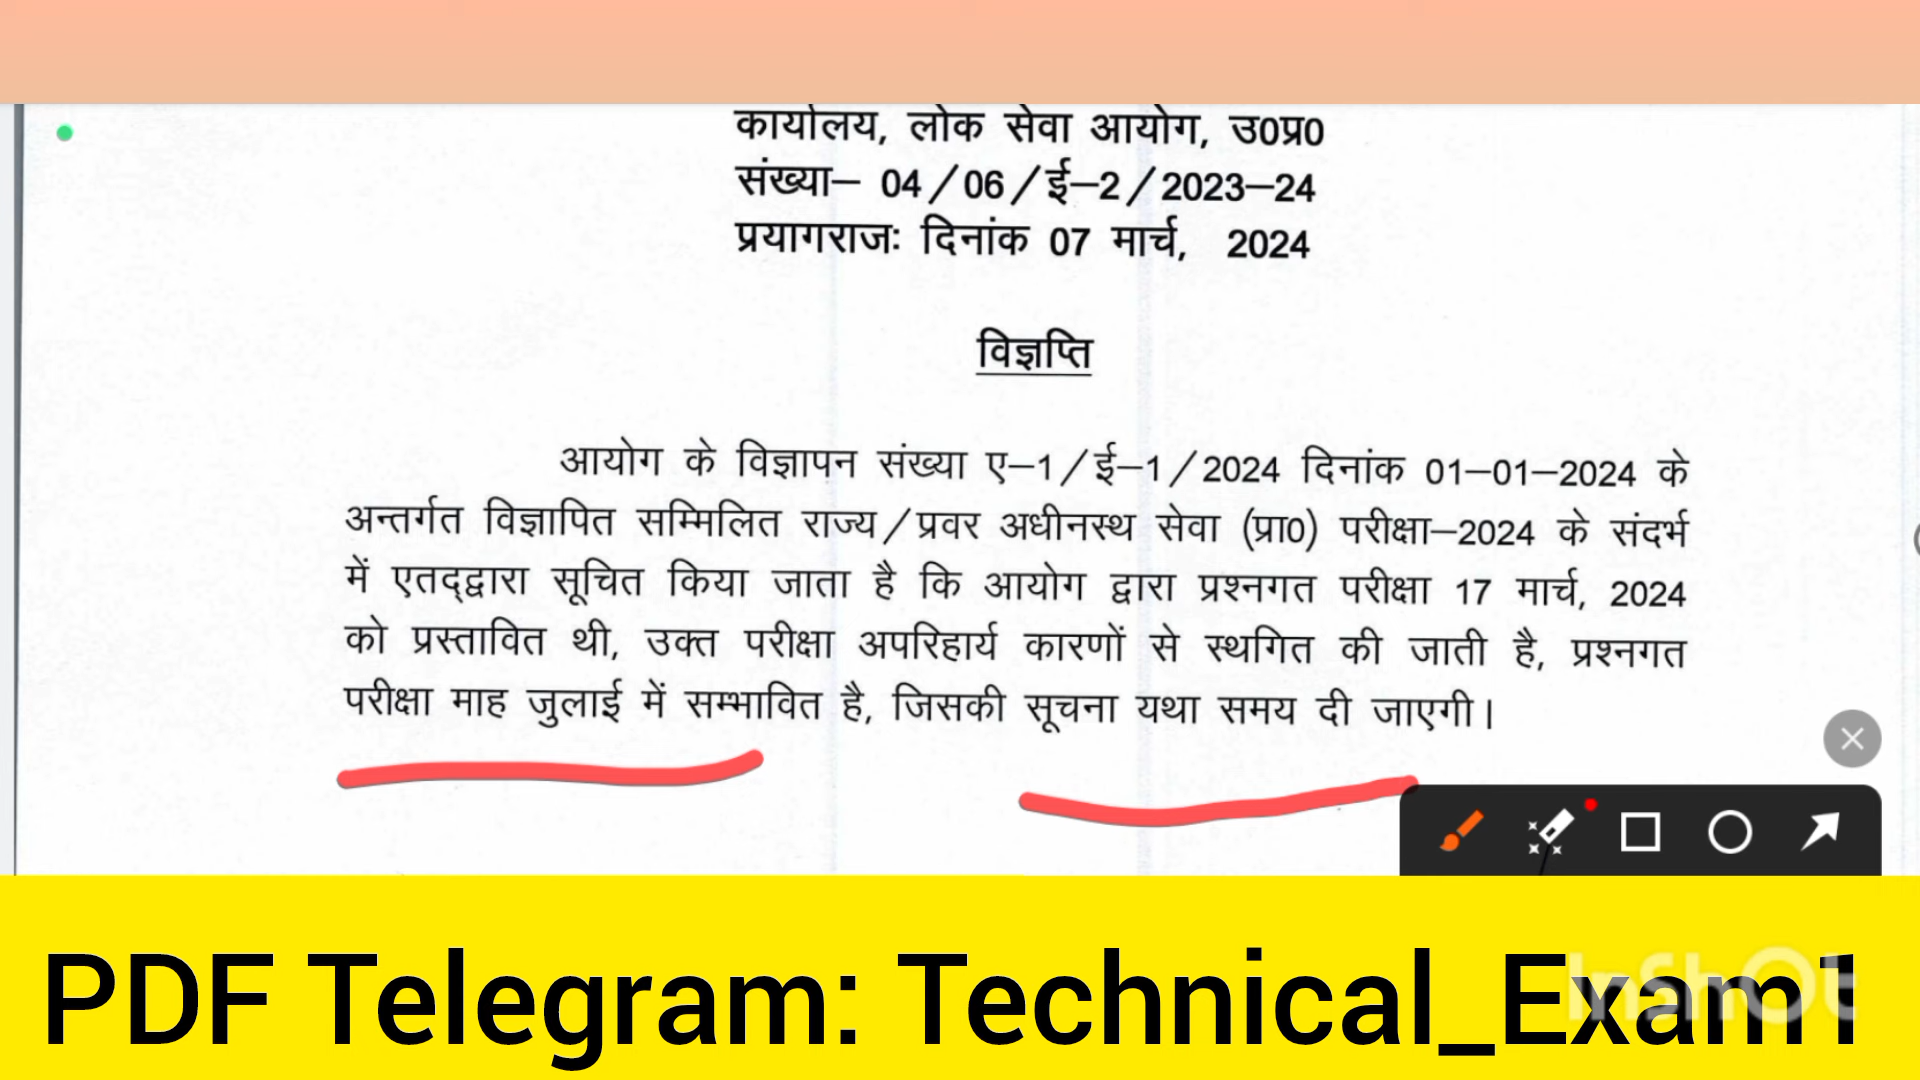 कार्यालय, लोक सेवा आयोग, उ0प्र0
संख्या– 04/06/ई–2/2023–24
प्रयागराजः दिनांक 07 मार्च, 2024
विज्ञप्ति
आयोग के विज्ञापन संख्या ए–1/ई–1/2024 दिनांक 01–01–2024 के
अन्तर्गत विज्ञापित सम्मिलित राज्य/प्रवर अधीनस्थ सेवा (प्रा0) परीक्षा–2024 के संदर्भ
में एतद्द्वारा सूचित किया जाता है कि आयोग द्वारा प्रश्नगत परीक्षा 17 मार्च, 2024
को प्रस्तावित थी, उक्त परीक्षा अपरिहार्य कारणों से स्थगित की जाती है, प्रश्नगत
परीक्षा माह जुलाई में सम्भावित है, जिसकी सूचना यथा समय दी जाएगी।
PDF Telegram: Technical_Exam1
InShOt